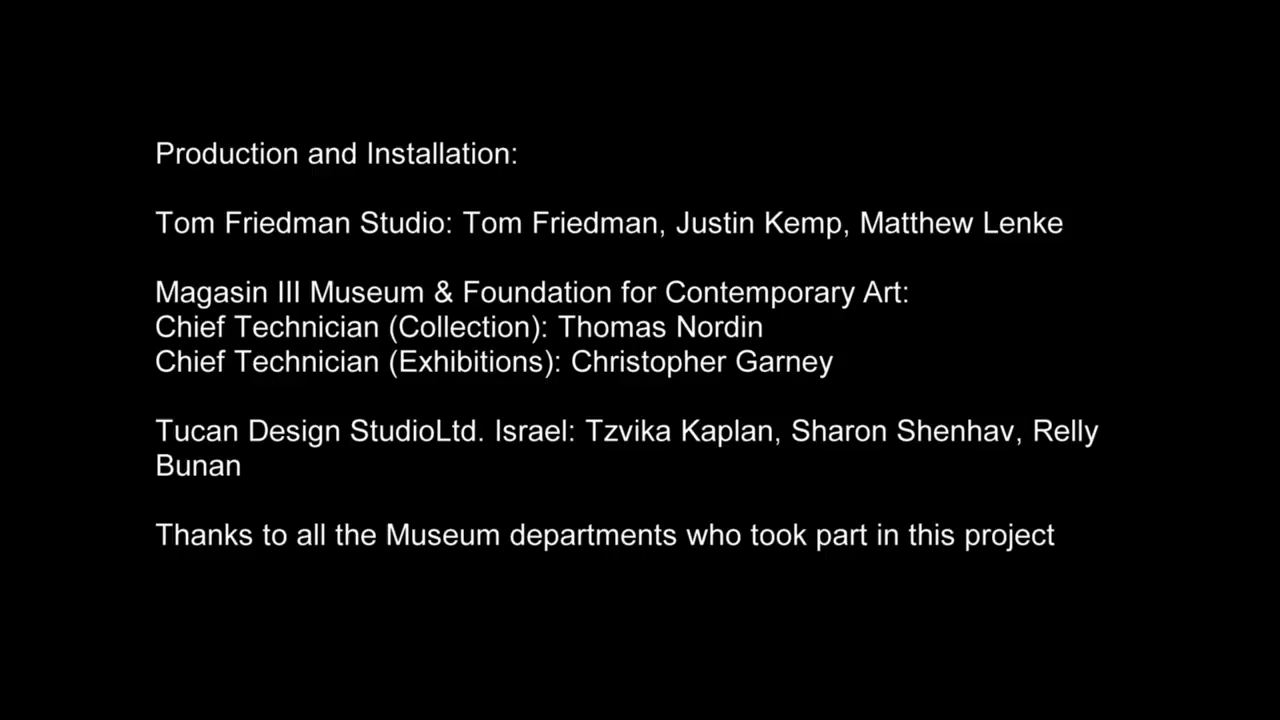 Production and Installation:
Tom Friedman Studio: Tom Friedman, Justin Kemp, Matthew Lenke
Magasin III Museum & Foundation for Contemporary Art:
Chief Technician (Collection): Thomas Nordin
Chief Technician (Exhibitions): Christopher Garney
Tucan Design StudioLtd. Israel: Tzvika Kaplan, Sharon Shenhav, Relly
Bunan
Thanks to all the Museum departments who took part in this project